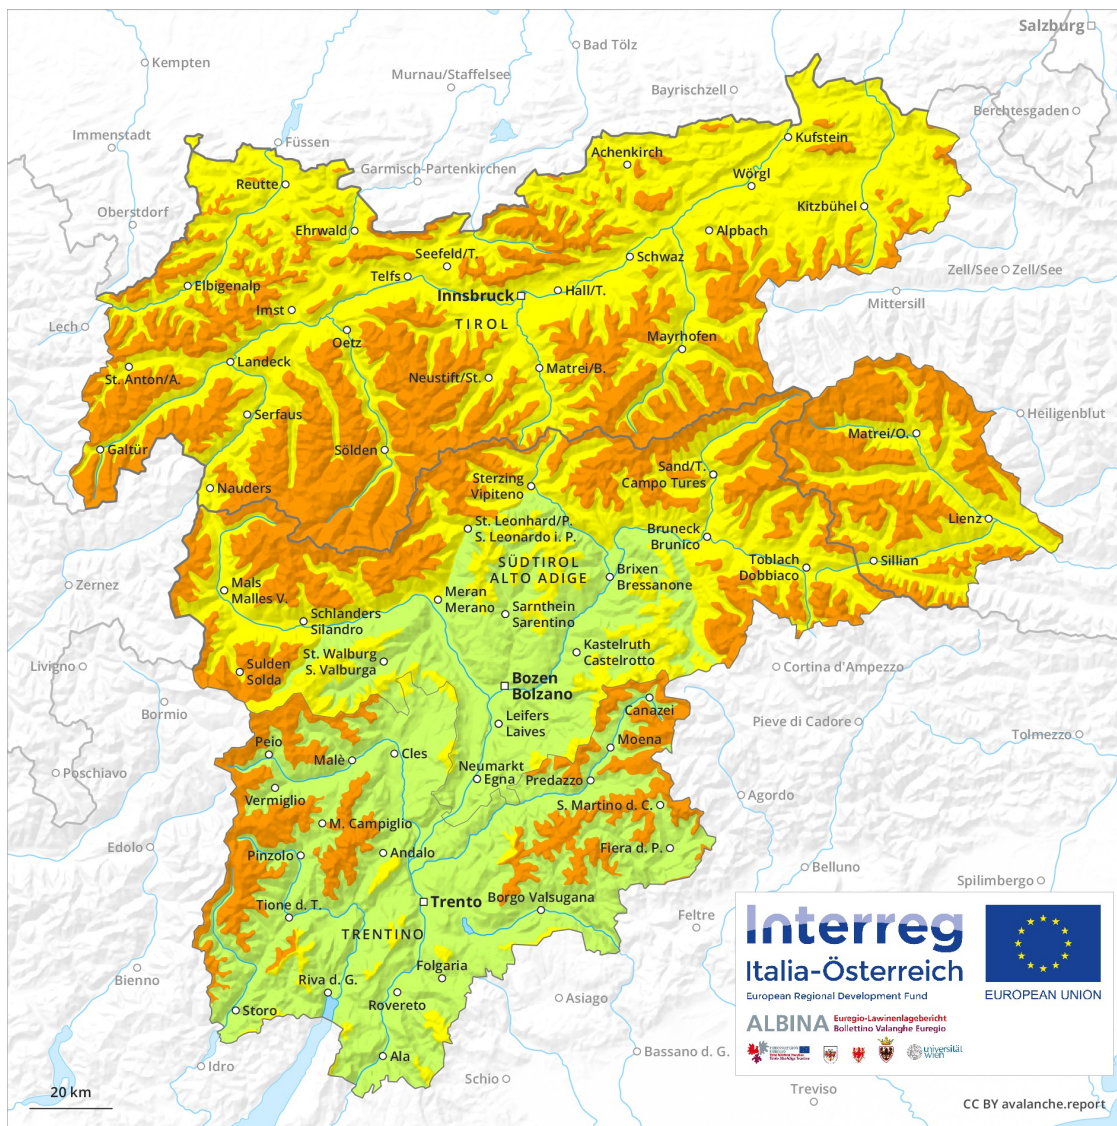 Salzburg
Bad Tölz
Kempten
Murnau/Staffelsee
Bayrischzell
Berchtesgaden
Immenstadt
Füssen
Kufstein
Achenkirch
Garmisch-Partenkirchen
Wörgl
Reutte
Oberstdorf
Kitzbühel
Ehrwald
Alpbach
Seefeld/T.
Schwaz
Telfs
Zell/See
Zell/See
Elbigenalp
Hall/T.
Innsbruck
Mittersill
Imst
TIROL
Lech
Oetz
Mayrhofen
Landeck
Matrei/B.
St. Anton/A.
Neustift/St.
Serfaus
Heiligenblut
Matrei/O.
Galtür
Sölden
Sand/T.
Campo Tures
Sterzing
Vipiteno
Nauders
Lienz
St. Leonhard/P.
S. Leonardo i. P.
Bruneck
Brunico
SÜDTIROL
ALTO ADIGE
Toblach
Dobbiaco
Sillian
Brixen
Bressanone
Zernez
Mals
Malles V.
Meran
Merano
Sarnthein
Sarentino
Schlanders
Silandro
Kastelruth
Castelrotto
St. Walburg
S. Valburga
Livigno
Sulden
Solda
Cortina d'Ampezzo
Bozen
Bolzano
Canazei
Bormio
Leifers
Laives
Pieve di Cadore
Tolmezzo
Peio
Moena
Cles
Malè
Neumarkt
Egna
Predazzo
Poschiavo
Vermiglio
S. Martino d. C.
Agordo
M. Campiglio
Edolo
Pinzolo
Andalo
Fiera d. P.
Belluno
Spilimbergo
Borgo Valsugana
Trento
Tione d. T.
Feltre
TRENTINO
Folgaria
Bienno
Riva d. G.
Asiago
Storo
Rovereto
Bassano d. G.
Ala
Idro
Schio
Treviso
20 km
Interreg
Italia-Österreich
European Regional Development Fund
EUROPEAN UNION
ALBINA
Euregio-Lawinenlagebericht
Bollettino Valanghe Euregio
universität
wien
CC BY avalanche.report